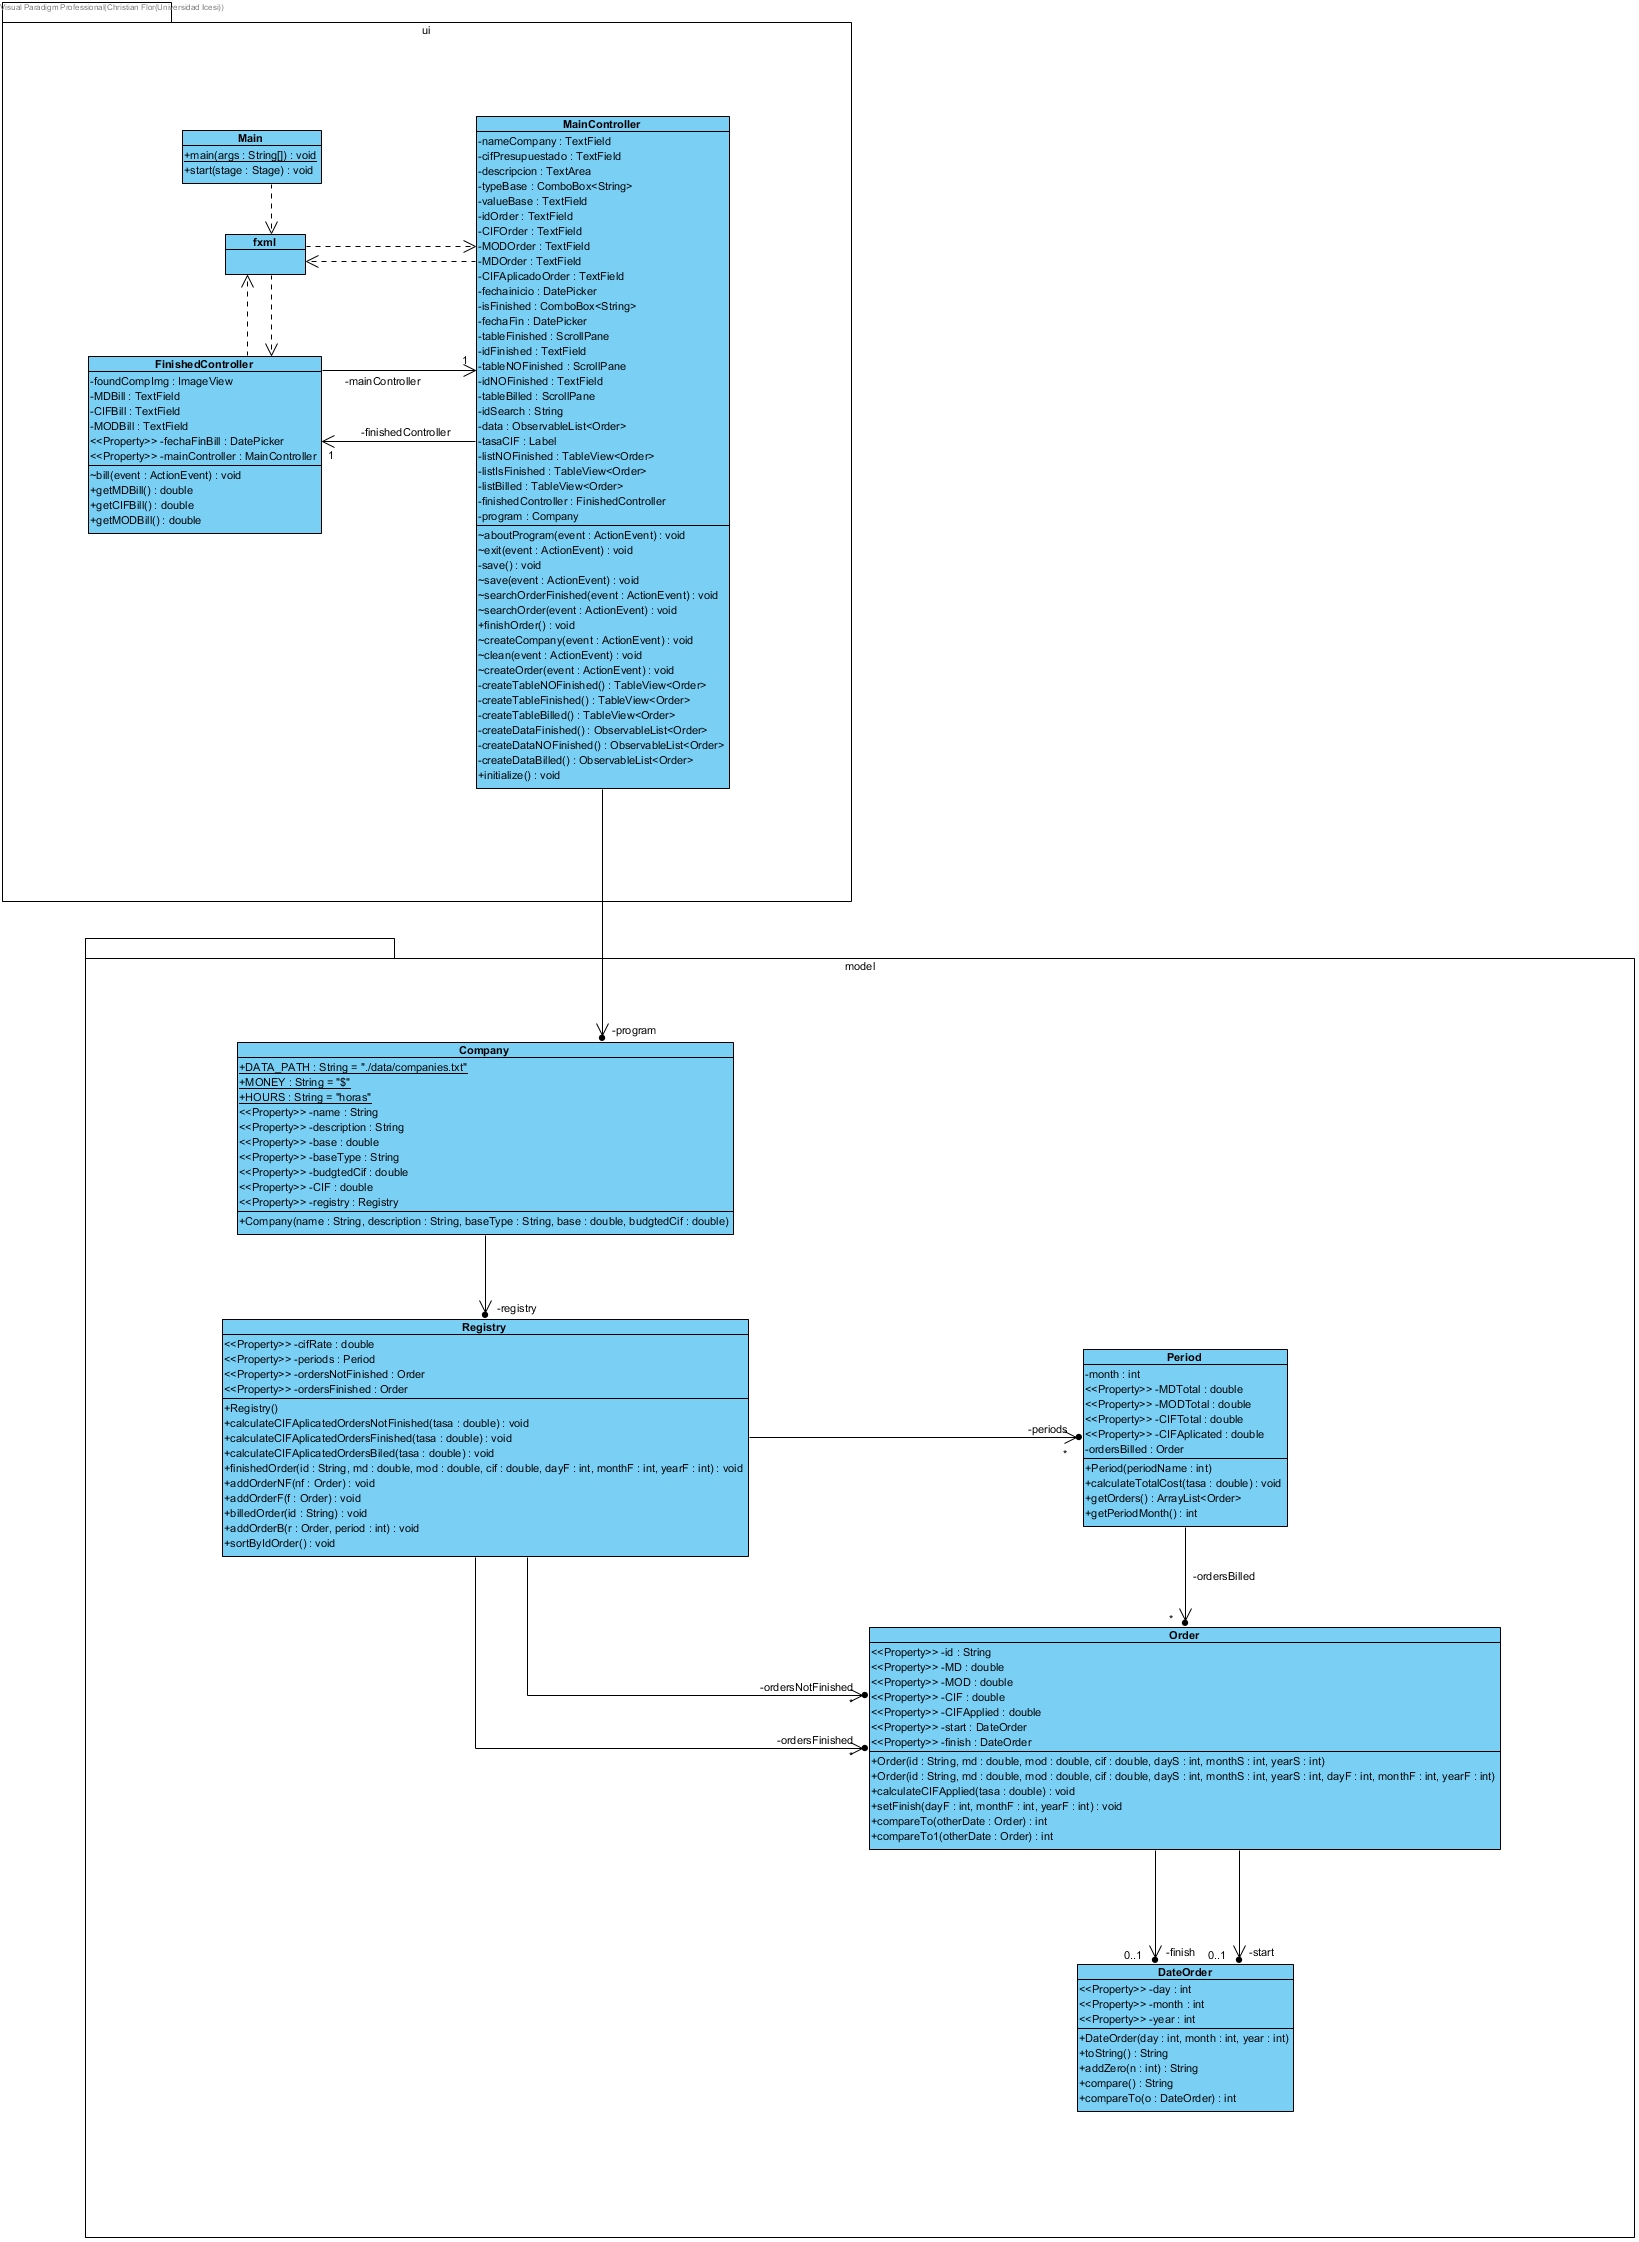 Visual Paradigm Professional(Christian Flor(Universidad Icesi))
ui
Main
+main(args : String[]) : void
+start(stage : Stage) : void
fxml
MainController
-nameCompany : TextField
-cifPresupuestado : TextField
-descripcion : TextArea
-typeBase : ComboBox<String>
-valueBase : TextField
-idOrder : TextField
-CIFOrder : TextField
-MODOrder : TextField
-MDOrder : TextField
-CIFAplicadoOrder : TextField
-fechainicio : DatePicker
-isFinished : ComboBox<String>
-fechaFin : DatePicker
-tableFinished : ScrollPane
-idFinished : TextField
-tableNOFinished : ScrollPane
-idNOFinished : TextField
-tableBilled : ScrollPane
-idSearch : String
-data : ObservableList<Order>
-tasaCIF : Label
-listNOFinished : TableView<Order>
-listIsFinished : TableView<Order>
-listBilled : TableView<Order>
-finishedController : FinishedController
-program : Company
~aboutProgram(event : ActionEvent) : void
~exit(event : ActionEvent) : void
-save() : void
~save(event : ActionEvent) : void
~searchOrderFinished(event : ActionEvent) : void
~searchOrder(event : ActionEvent) : void
+finishOrder() : void
~createCompany(event : ActionEvent) : void
~clean(event : ActionEvent) : void
~createOrder(event : ActionEvent) : void
-createTableNOFinished() : TableView<Order>
-createTableFinished() : TableView<Order>
-createTableBilled() : TableView<Order>
-createDataFinished() : ObservableList<Order>
-createDataNOFinished() : ObservableList<Order>
-createDataBilled() : ObservableList<Order>
+initialize() : void
FinishedController
-foundCompImg : ImageView
-MDBill : TextField
-CIFBill : TextField
-MODBill : TextField
<<Property>> -fechaFinBill : DatePicker
<<Property>> -mainController : MainController
~bill(event : ActionEvent) : void
+getMDBill() : double
+getCIFBill() : double
+getMODBill() : double
1
-mainController
-finishedController
1
model
-program
Company
+DATA_PATH : String = "./data/companies.txt"
+MONEY : String = "$"
+HOURS : String = "horas"
<<Property>> -name : String
<<Property>> -description : String
<<Property>> -base : double
<<Property>> -baseType : String
<<Property>> -budgtedCif : double
<<Property>> -CIF : double
<<Property>> -registry : Registry
+Company(name : String, description : String, baseType : String, base : double, budgtedCif : double)
-registry
Registry
<<Property>> -cifRate : double
<<Property>> -periods : Period
<<Property>> -ordersNotFinished : Order
<<Property>> -ordersFinished : Order
+Registry()
+calculateCIFAplicatedOrdersNotFinished(tasa : double) : void
+calculateCIFAplicatedOrdersFinished(tasa : double) : void
+calculateCIFAplicatedOrdersBiled(tasa : double) : void
+finishedOrder(id : String, md : double, mod : double, cif : double, dayF : int, monthF : int, yearF : int) : void
+addOrderNF(nf : Order) : void
+addOrderF(f : Order) : void
+billedOrder(id : String) : void
+addOrderB(r : Order, period : int) : void
+sortByIdOrder() : void
-periods
*
Period
-month : int
<<Property>> -MDTotal : double
<<Property>> -MODTotal : double
<<Property>> -CIFTotal : double
<<Property>> -CIFAplicated : double
-ordersBilled : Order
+Period(periodName : int)
+calculateTotalCost(tasa : double) : void
+getOrders() : ArrayList<Order>
+getPeriodMonth() : int
-ordersBilled
*
-ordersNotFinished
*
-ordersFinished
*
Order
<<Property>> -id : String
<<Property>> -MD : double
<<Property>> -MOD : double
<<Property>> -CIF : double
<<Property>> -CIFApplied : double
<<Property>> -start : DateOrder
<<Property>> -finish : DateOrder
+Order(id : String, md : double, mod : double, cif : double, dayS : int, monthS : int, yearS : int)
+Order(id : String, md : double, mod : double, cif : double, dayS : int, monthS : int, yearS : int, dayF : int, monthF : int, yearF : int)
+calculateCIFApplied(tasa : double) : void
+setFinish(dayF : int, monthF : int, yearF : int) : void
+compareTo(otherDate : Order) : int
+compareTo1(otherDate : Order) : int
0..1 -finish 0..1 -start
DateOrder
<<Property>> -day : int
<<Property>> -month : int
<<Property>> -year : int
+DateOrder(day : int, month : int, year : int)
+toString() : String
+addZero(n : int) : String
+compare() : String
+compareTo(o : DateOrder) : int